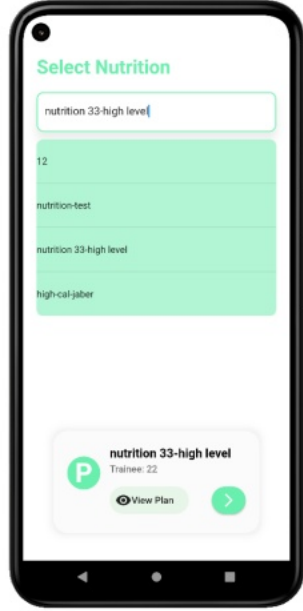 Select Nutrition
nutrition 33-high level
12
nutrition-test
nutrition 33-high level
high-cal-jaber
P
nutrition 33-high level
Trainee: 22
View Plan